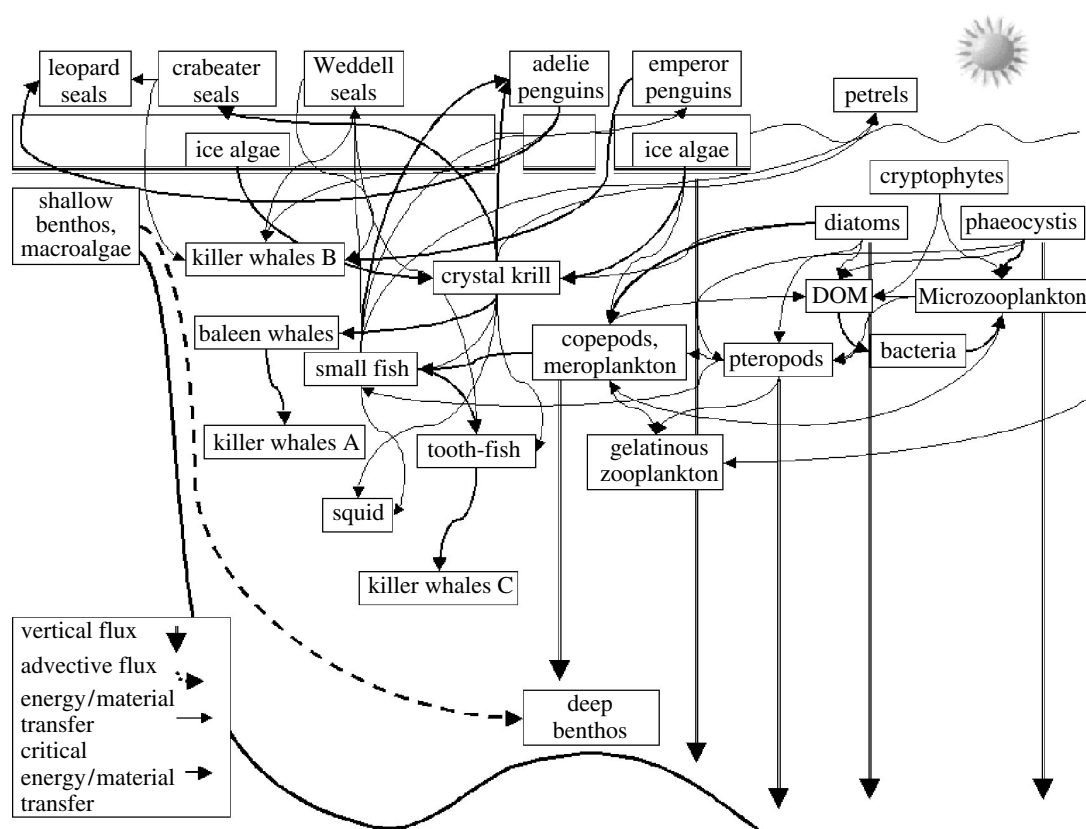 leopard
seals
crabeater
seals
Weddell
seals
adelie
penguins
emperor
penguins
petrels
ice algae
ice algae
cryptophytes
shallow
benthos,
macroalgae
diatoms
phaeocystis
killer whales B
crystal krill
DOM
Microzooplankton
baleen whales
copepods,
meroplankton
pteropods
bacteria
small fish
killer whales A
tooth-fish
gelatinous
zooplankton
squid
killer whales C
vertical flux
advective flux
energy/material
transfer
critical
energy/material
transfer
deep
benthos